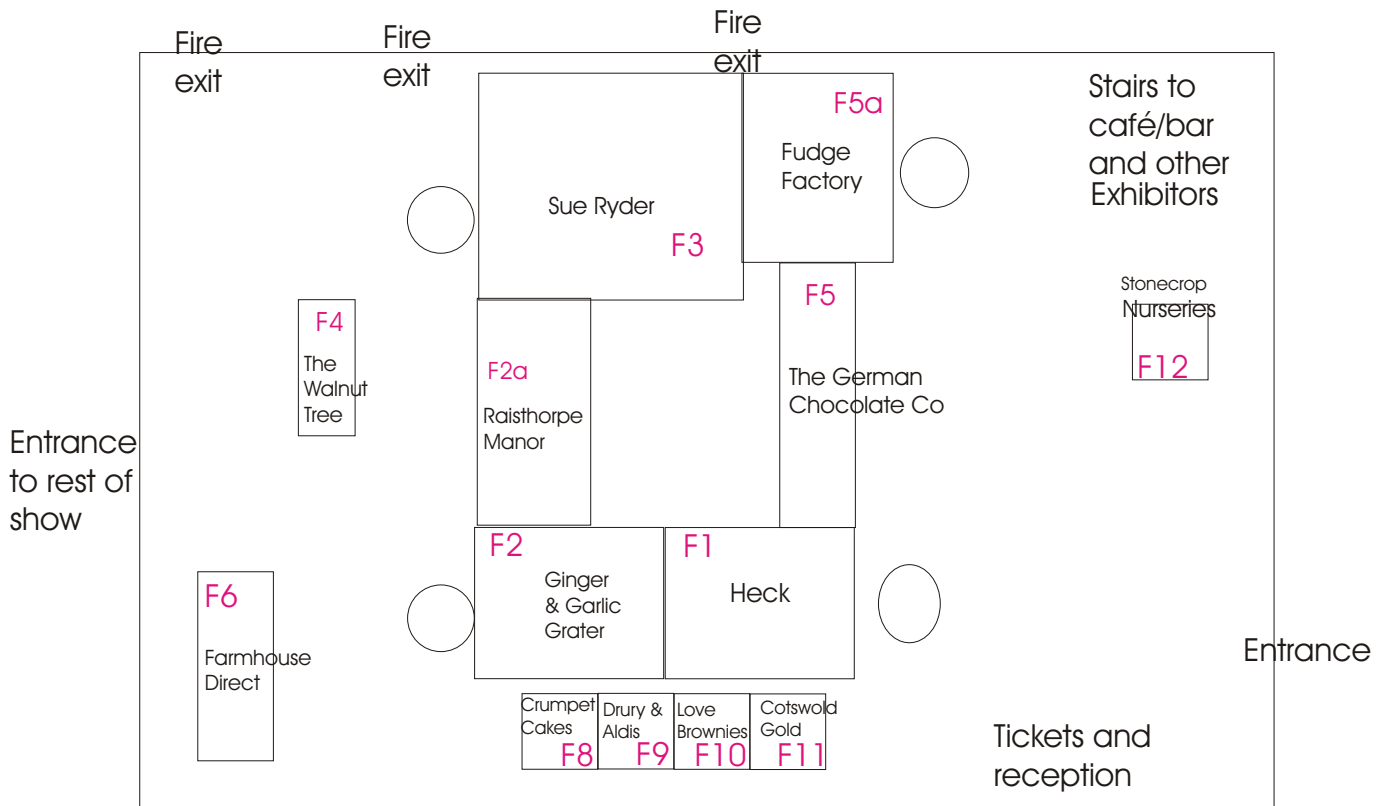 Fire
exit
Fire
exit
Fire
exit
Stairs to
café/bar
and other
Exhibitors
F5a
Fudge
Factory
Sue Ryder
F3
F4
The
Walnut
Tree
F2a
Raisthorpe
Manor
F5
The German
Chocolate Co
Stonecrop
Nurseries
F12
Entrance
to rest of
show
F2
Ginger
& Garlic
Grater
F1
Heck
F6
Farmhouse
Direct
Entrance
Crumpet
Cakes
F8
Drury &
Aldis
F9
Love
Brownies
F10
Cotswold
Gold
F11
Tickets and
reception